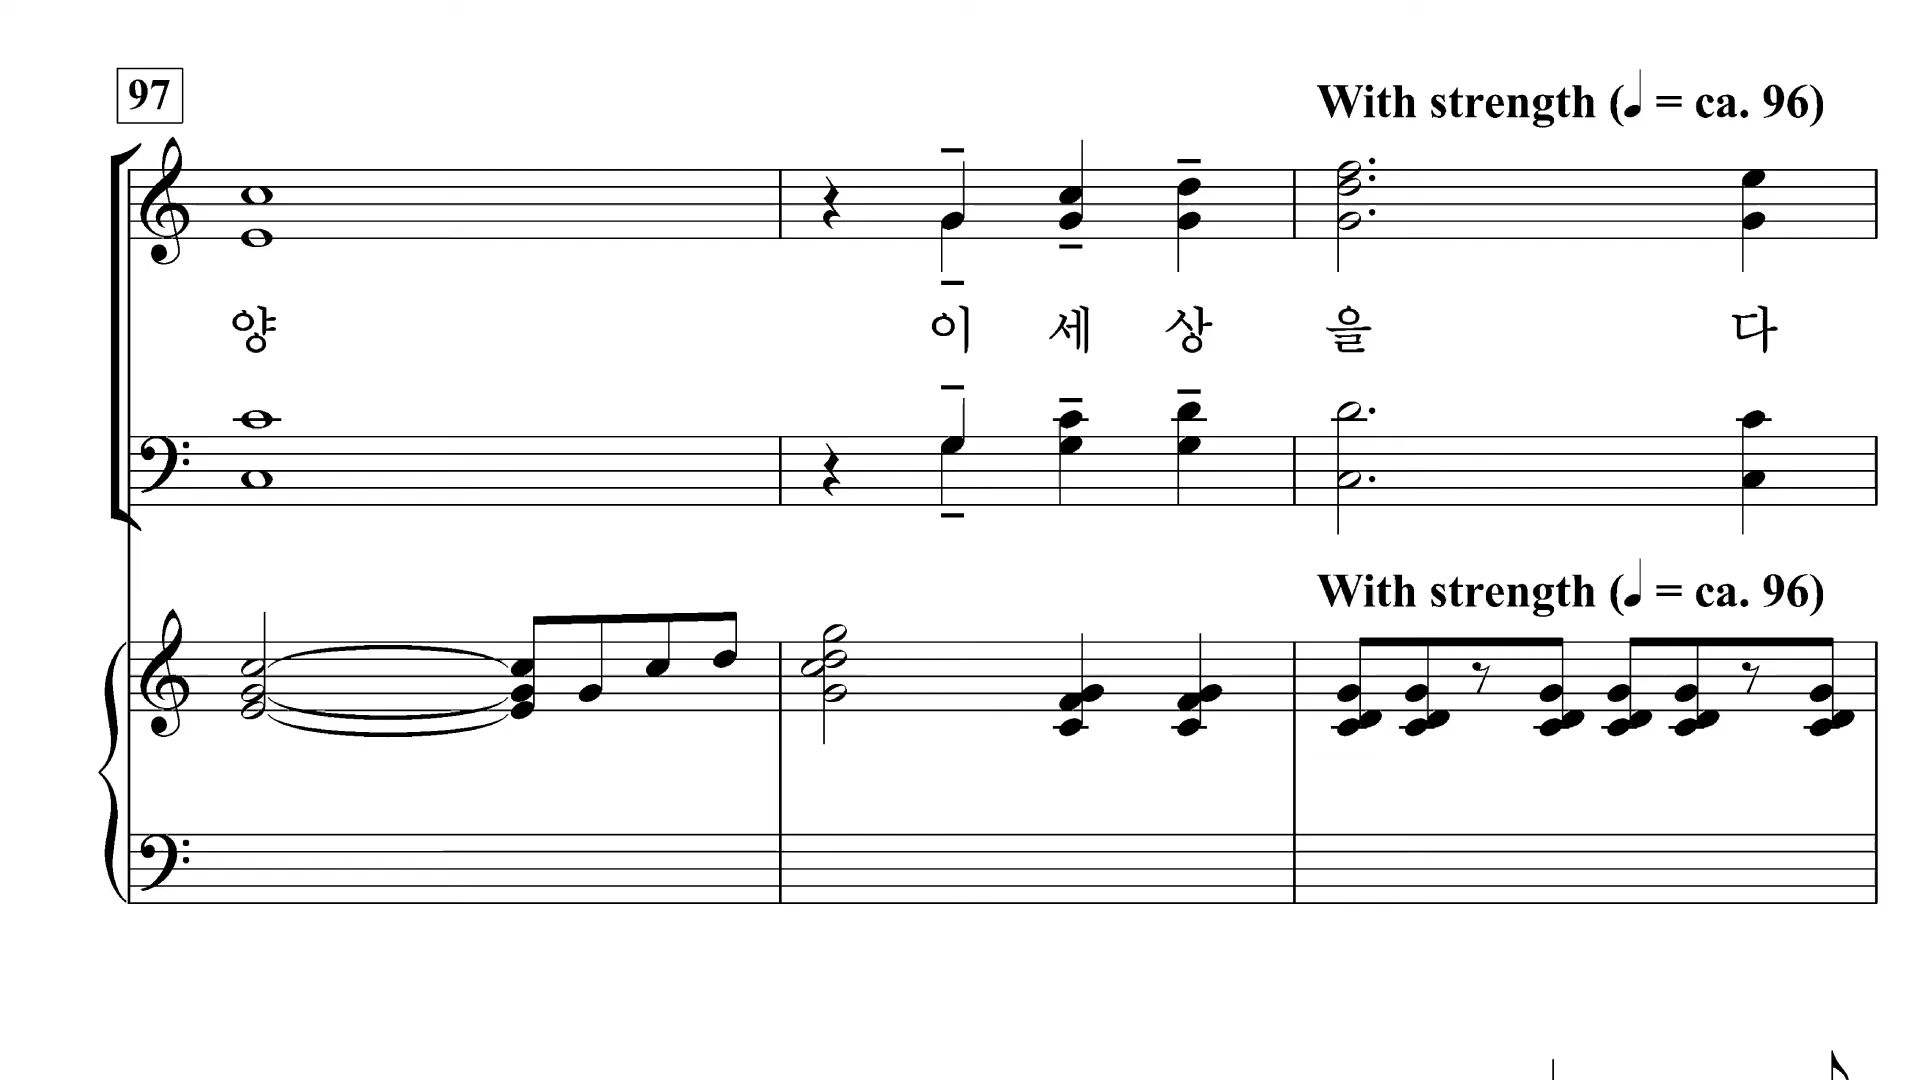 97
With strength (♩ = ca. 96)
양 이 세 상 을 다
With strength (♩ = ca. 96)